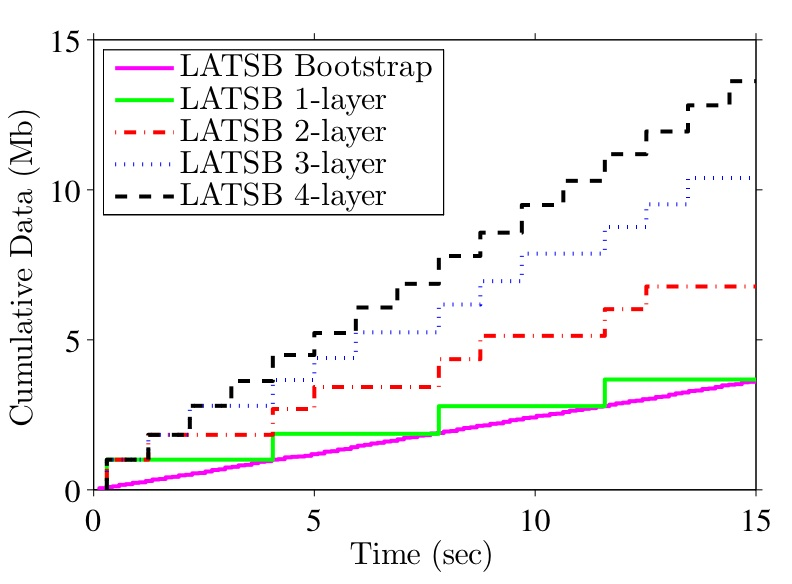 15
LATSB Bootstrap
LATSB 1-layer
LATSB 2-layer
LATSB 3-layer
LATSB 4-layer
10
5
0
Cumulative Data (Mb)
0 5 10 15
Time (sec)